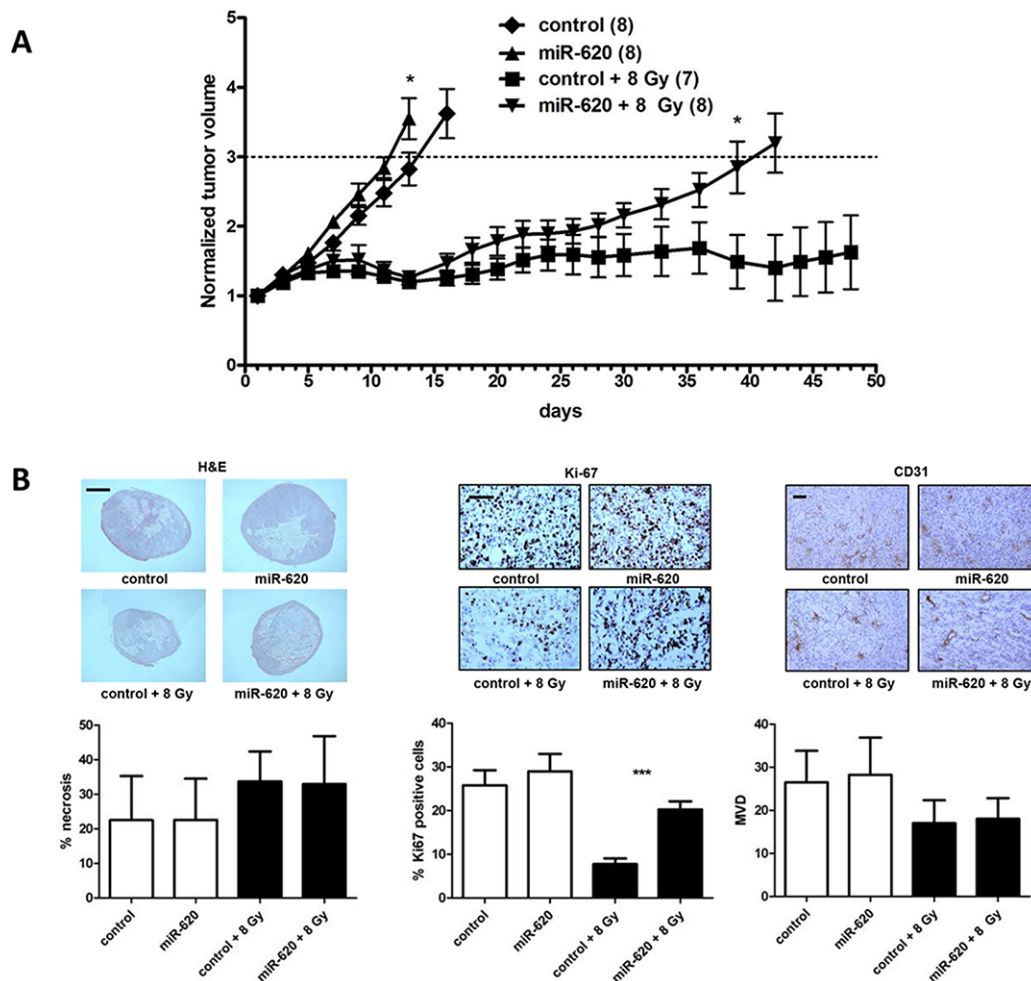 A
control (8)
miR-620 (8)
control + 8 Gy (7)
miR-620 + 8 Gy (8)
*
*
5
4
3
2
1
0
Normalized tumor volume
0 5 10 15 20 25 30 35 40 45 50
days
B
H&E
control miR-620
control + 8 Gy miR-620 + 8 Gy
Ki-67
control miR-620
control + 8 Gy miR-620 + 8 Gy
CD31
control miR-620
control + 8 Gy miR-620 + 8 Gy
% necrosis
50
40
30
20
10
0
control
miR-620
control + 8 Gy
miR-620 + 8 Gy
% Ki67 positive cells
40
30
20
10
0
***
control
miR-620
control + 8 Gy
miR-620 + 8 Gy
MVD
40
30
20
10
0
control
miR-620
control + 8 Gy
miR-620 + 8 Gy